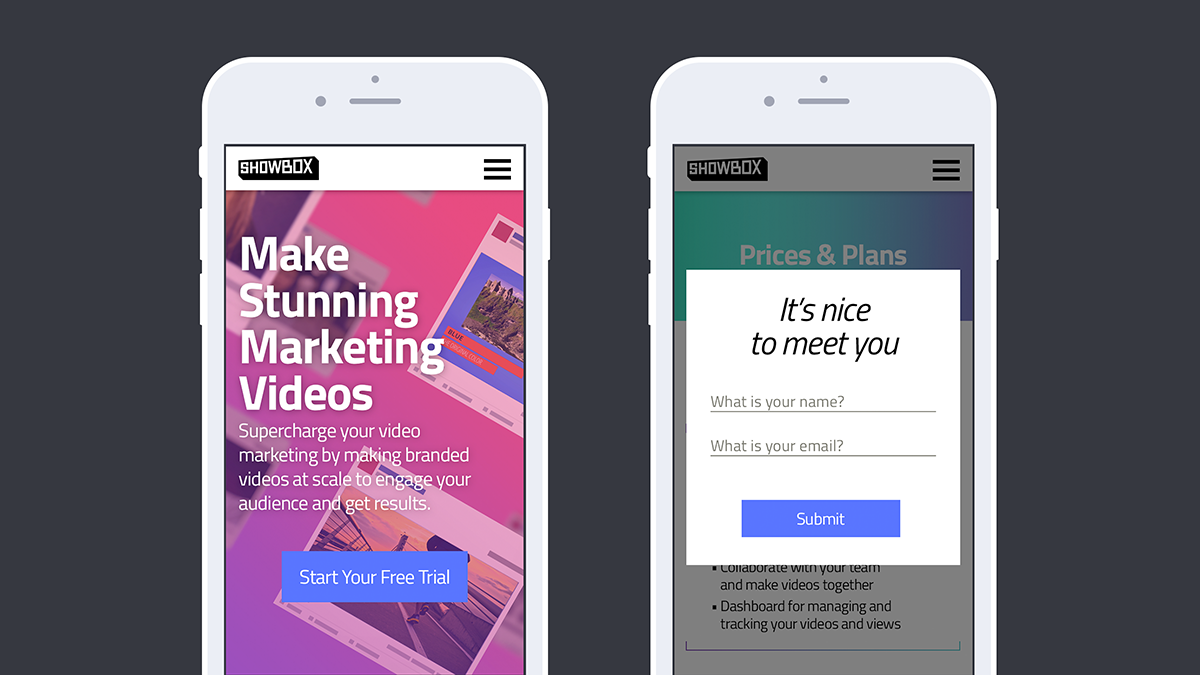 SHOWBOX
Make
Stunning
Marketing
Videos
Supercharge your video
marketing by making branded
videos at scale to engage your
audience and get results.
Start Your Free Trial
BLUE
SHOWBOX
Prices & Plans
It's nice
to meet you
What is your name?
What is your email?
Submit
▪ Collaborate with your team
and make videos together
▪ Dashboard for managing and
tracking your videos and views